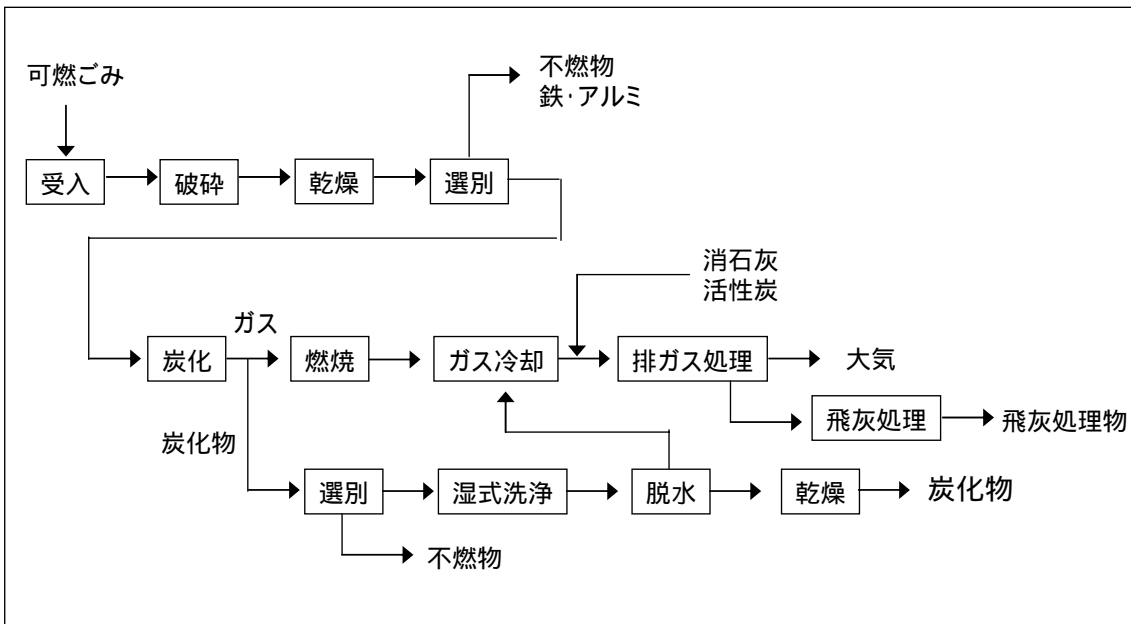 可燃ごみ
不燃物
鉄・アルミ
受入
破砕
乾燥
選別
消石灰
活性炭
ガス
炭化
燃焼
ガス冷却
排ガス処理
大気
飛灰処理
飛灰処理物
炭化物
選別
湿式洗浄
脱水
乾燥
炭化物
不燃物